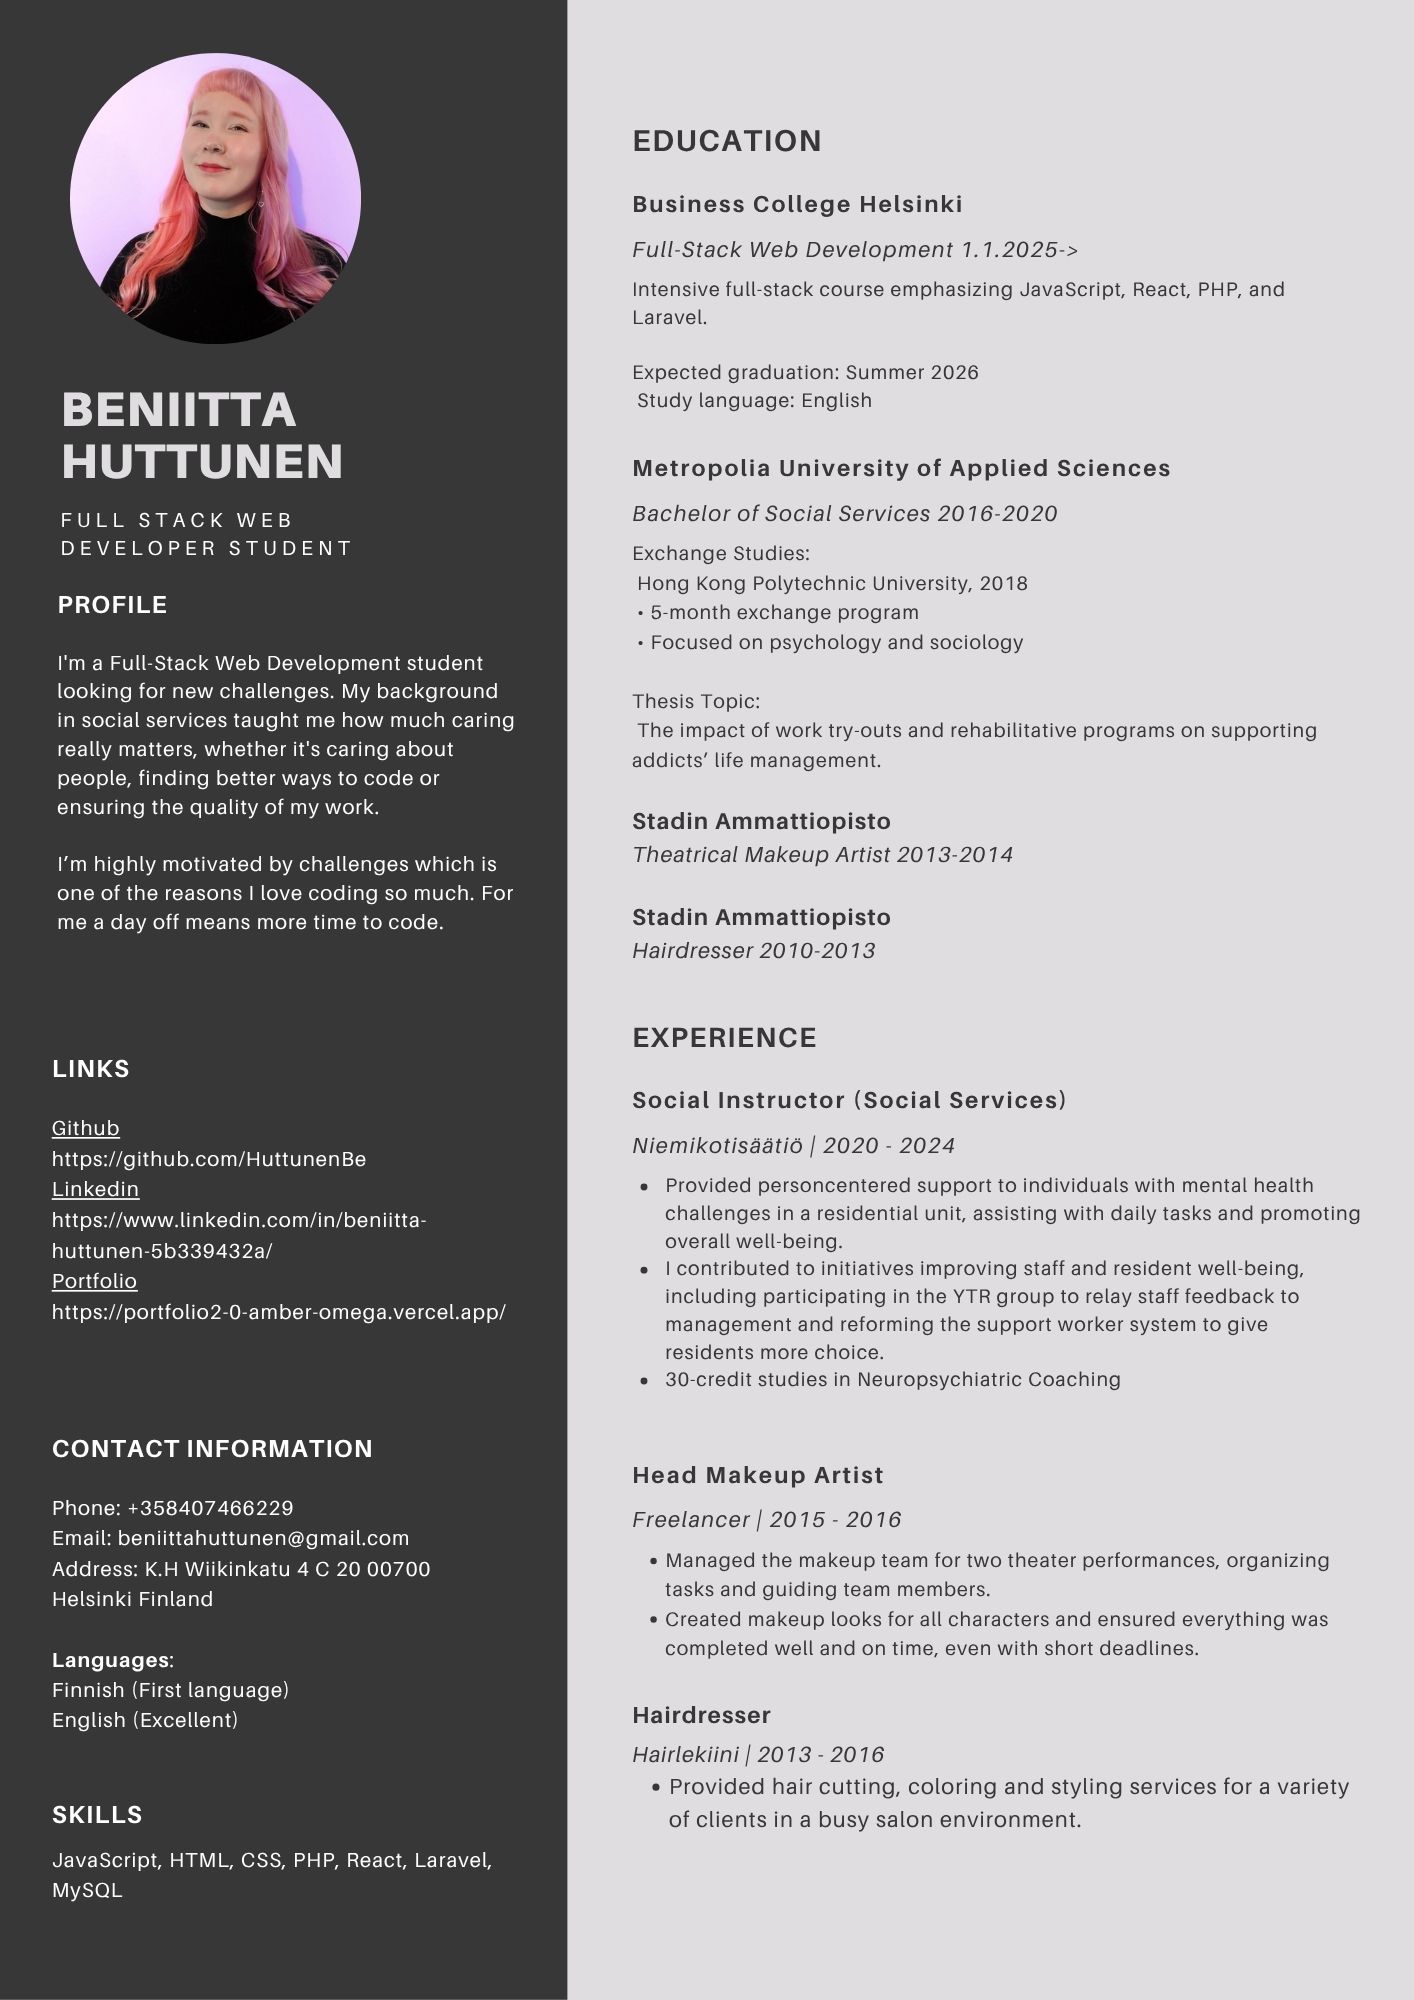 BENIITTA
HUTTUNEN
FULL STACK WEB
DEVELOPER STUDENT
PROFILE
I'm a Full-Stack Web Development student
looking for new challenges. My background
in social services taught me how much caring
really matters, whether it's caring about
people, finding better ways to code or
ensuring the quality of my work.
I’m highly motivated by challenges which is
one of the reasons I love coding so much. For
me a day off means more time to code.
LINKS
Github
https://github.com/HuttunenBe
Linkedin
https://www.linkedin.com/in/beniitta-
huttunen-5b339432a/
Portfolio
https://portfolio2-0-amber-omega.vercel.app/
CONTACT INFORMATION
Phone: +358407466229
Email: beniittahuttunen@gmail.com
Address: K.H Wiikinkatu 4 C 20 00700
Helsinki Finland
Languages:
Finnish (First language)
English (Excellent)
SKILLS
JavaScript, HTML, CSS, PHP, React, Laravel,
MySQL
EDUCATION
Business College Helsinki
Full-Stack Web Development 1.1.2025->
Intensive full-stack course emphasizing JavaScript, React, PHP, and
Laravel.
Expected graduation: Summer 2026
Study language: English
Metropolia University of Applied Sciences
Bachelor of Social Services 2016-2020
Exchange Studies:
Hong Kong Polytechnic University, 2018
• 5-month exchange program
• Focused on psychology and sociology
Thesis Topic:
The impact of work try-outs and rehabilitative programs on supporting
addicts’ life management.
Stadin Ammattiopisto
Theatrical Makeup Artist 2013-2014
Stadin Ammattiopisto
Hairdresser 2010-2013
EXPERIENCE
Social Instructor (Social Services)
Niemikotisäätiö | 2020 - 2024
• Provided personcentered support to individuals with mental health
challenges in a residential unit, assisting with daily tasks and promoting
overall well-being.
• I contributed to initiatives improving staff and resident well-being,
including participating in the YTR group to relay staff feedback to
management and reforming the support worker system to give
residents more choice.
• 30-credit studies in Neuropsychiatric Coaching
Head Makeup Artist
Freelancer | 2015 - 2016
• Managed the makeup team for two theater performances, organizing
tasks and guiding team members.
• Created makeup looks for all characters and ensured everything was
completed well and on time, even with short deadlines.
Hairdresser
Hairlekiini | 2013 - 2016
• Provided hair cutting, coloring and styling services for a variety
of clients in a busy salon environment.